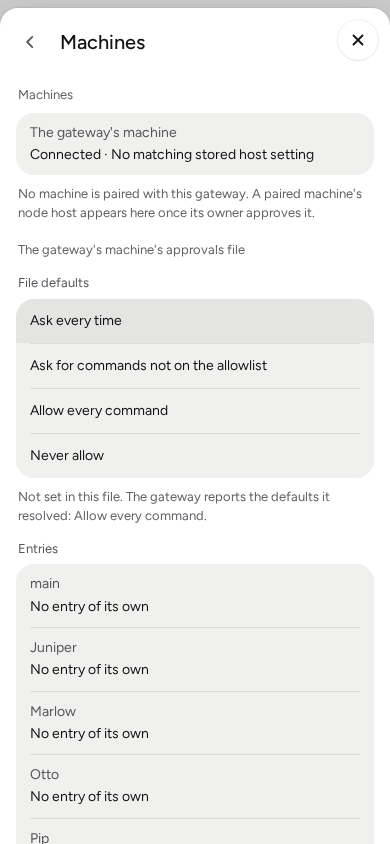 Machines
Machines
The gateway's machine
Connected · No matching stored host setting
No machine is paired with this gateway. A paired machine's
node host appears here once its owner approves it.
The gateway's machine's approvals file
File defaults
Ask every time
Ask for commands not on the allowlist
Allow every command
Never allow
Not set in this file. The gateway reports the defaults it
resolved: Allow every command.
Entries
main
No entry of its own
Juniper
No entry of its own
Marlow
No entry of its own
Otto
No entry of its own
Pip